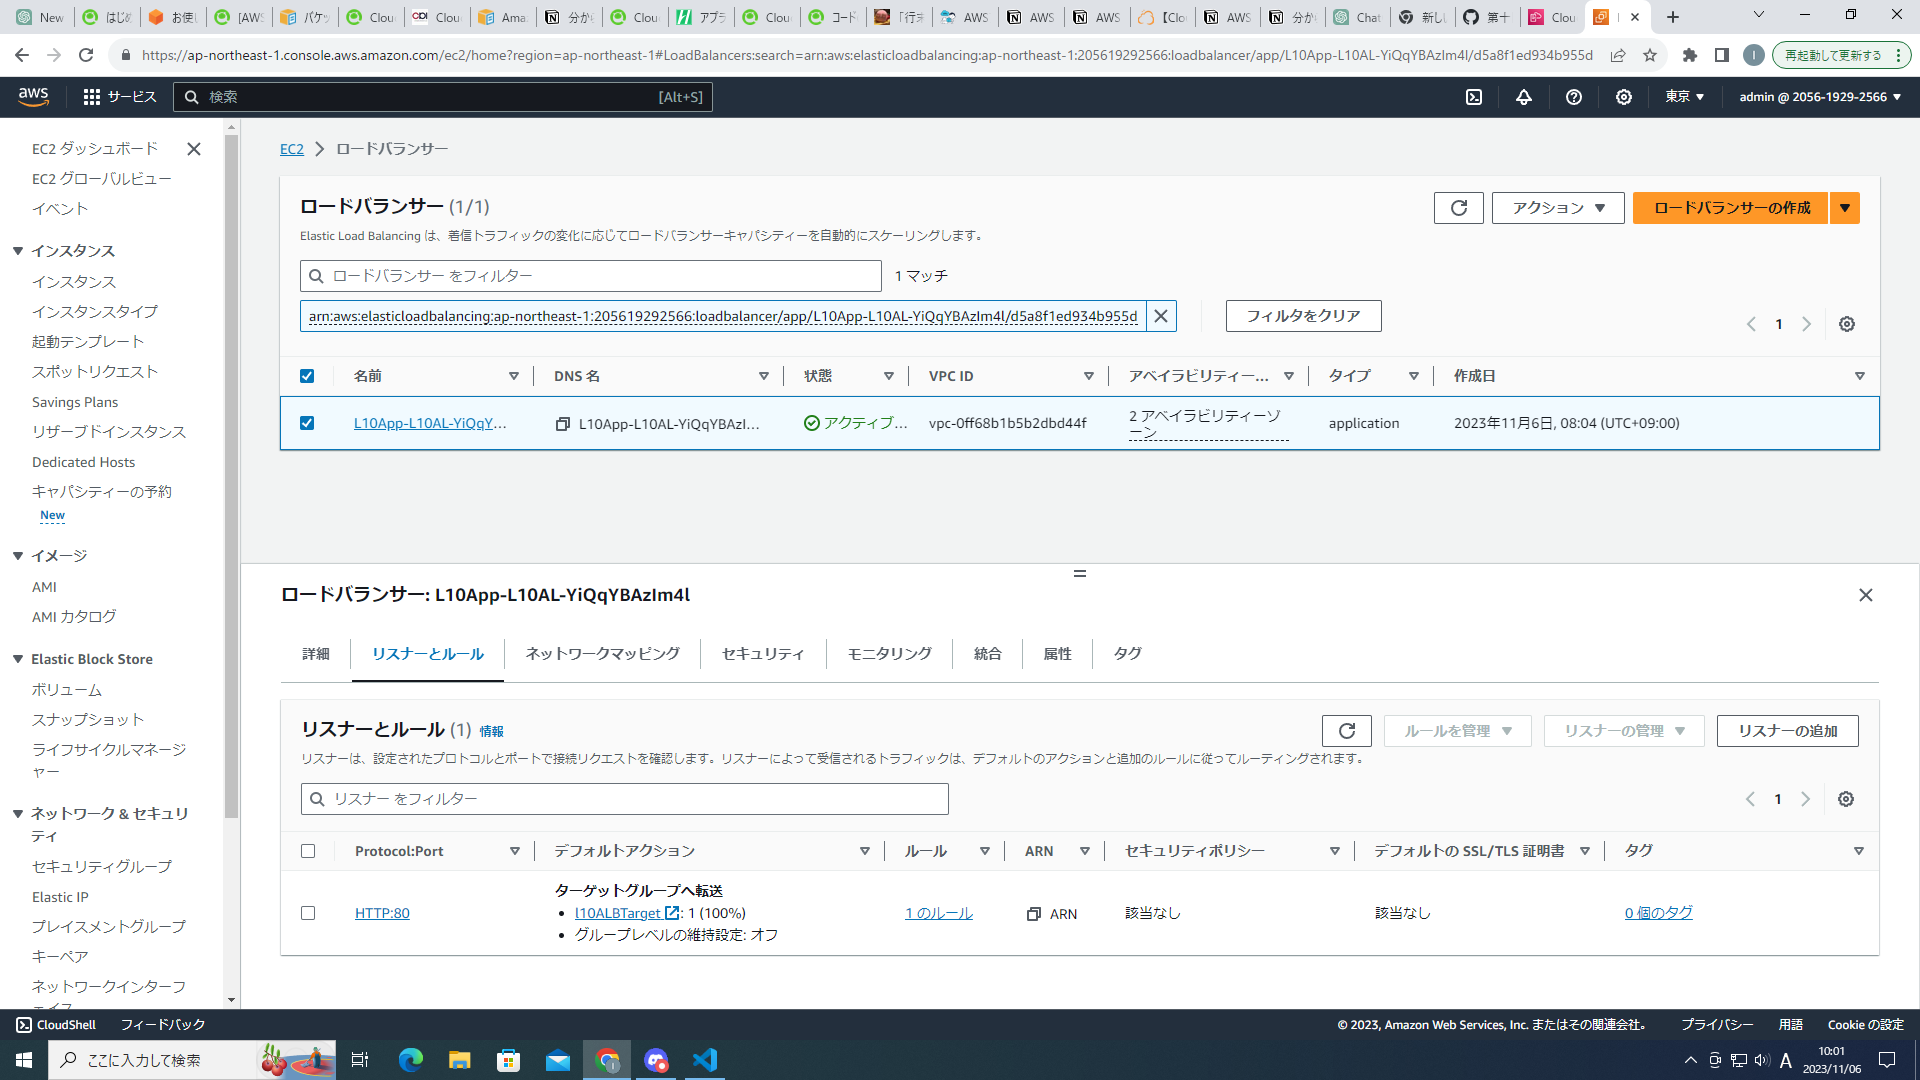 New
はじめ
お使い
[AWS
パケッ
Clou
Clou
Ama
分から
Clou
アプラ
Clou
コード
「行未
AWS
AWS
AWS
【Clo
AWS
分から
Chat
新しい
第十
Clou
https://ap-northeast-1.console.aws.amazon.com/ec2/home?region=ap-northeast-1#LoadBalancers:search=arn:aws:elasticloadbalancing:ap-northeast-1:205619292566:loadbalancer/app/L10App-L10AL-YiQqYBAzIm4l/d5a8f1ed934b955d
I
再起動して更新する
aws
サービス
検索
[Alt+S]
東京
admin @ 2056-1929-2566
EC2 ダッシュボード
EC2 グローバルビュー
イベント
インスタンス
インスタンス
インスタンスタイプ
起動テンプレート
スポットリクエスト
Savings Plans
リザーブドインスタンス
Dedicated Hosts
キャパシティーの予約
New
イメージ
AMI
AMI カタログ
Elastic Block Store
ボリューム
スナップショット
ライフサイクルマネージ
ャー
ネットワーク & セキュリ
ティ
セキュリティグループ
Elastic IP
プレイスメントグループ
キーペア
ネットワークインターフ
ェイス
EC2
ロードバランサー
ロードバランサー (1/1)
アクション
ロードバランサーの作成
Elastic Load Balancing は、着信トラフィックの変化に応じてロードバランサーキャパシティーを自動的にスケーリングします。
ロードバランサー をフィルター
1 マッチ
arn:aws:elasticloadbalancing:ap-northeast-1:205619292566:loadbalancer/app/L10App-L10AL-YiQqYBAzIm4l/d5a8f1ed934b955d
フィルタをクリア
1
名前
DNS 名
状態
VPC ID
アベイラビリティー...
タイプ
作成日
L10App-L10AL-YiQqY...
L10App-L10AL-YiQqYBAzI...
アクティブ...
vpc-0ff68b1b5b2dbd44f
2 アベイラビリティーゾ
ーン
application
2023年11月6日, 08:04 (UTC+09:00)
ロードバランサー: L10App-L10AL-YiQqYBAzIm4l
詳細
リスナーとルール
ネットワークマッピング
セキュリティ
モニタリング
統合
属性
タグ
リスナーとルール (1) 情報
ルールを管理
リスナーの管理
リスナーの追加
リスナーは、設定されたプロトコルとポートで接続リクエストを確認します。リスナーによって受信されるトラフィックは、デフォルトのアクションと追加のルールに従ってルーティングされます。
リスナー をフィルター
1
Protocol:Port
デフォルトアクション
ルール
ARN
セキュリティポリシー
デフォルトの SSL/TLS 証明書
タグ
HTTP:80
ターゲットグループへ転送
l10ALBTarget : 1 (100%)
グループレベルの維持設定: オフ
1 のルール
ARN
該当なし
該当なし
0 個のタグ
CloudShell
フィードバック
© 2023, Amazon Web Services, Inc. またはその関連会社。
プライバシー
用語
Cookie の設定
ここに入力して検索
A
10:01
2023/11/06